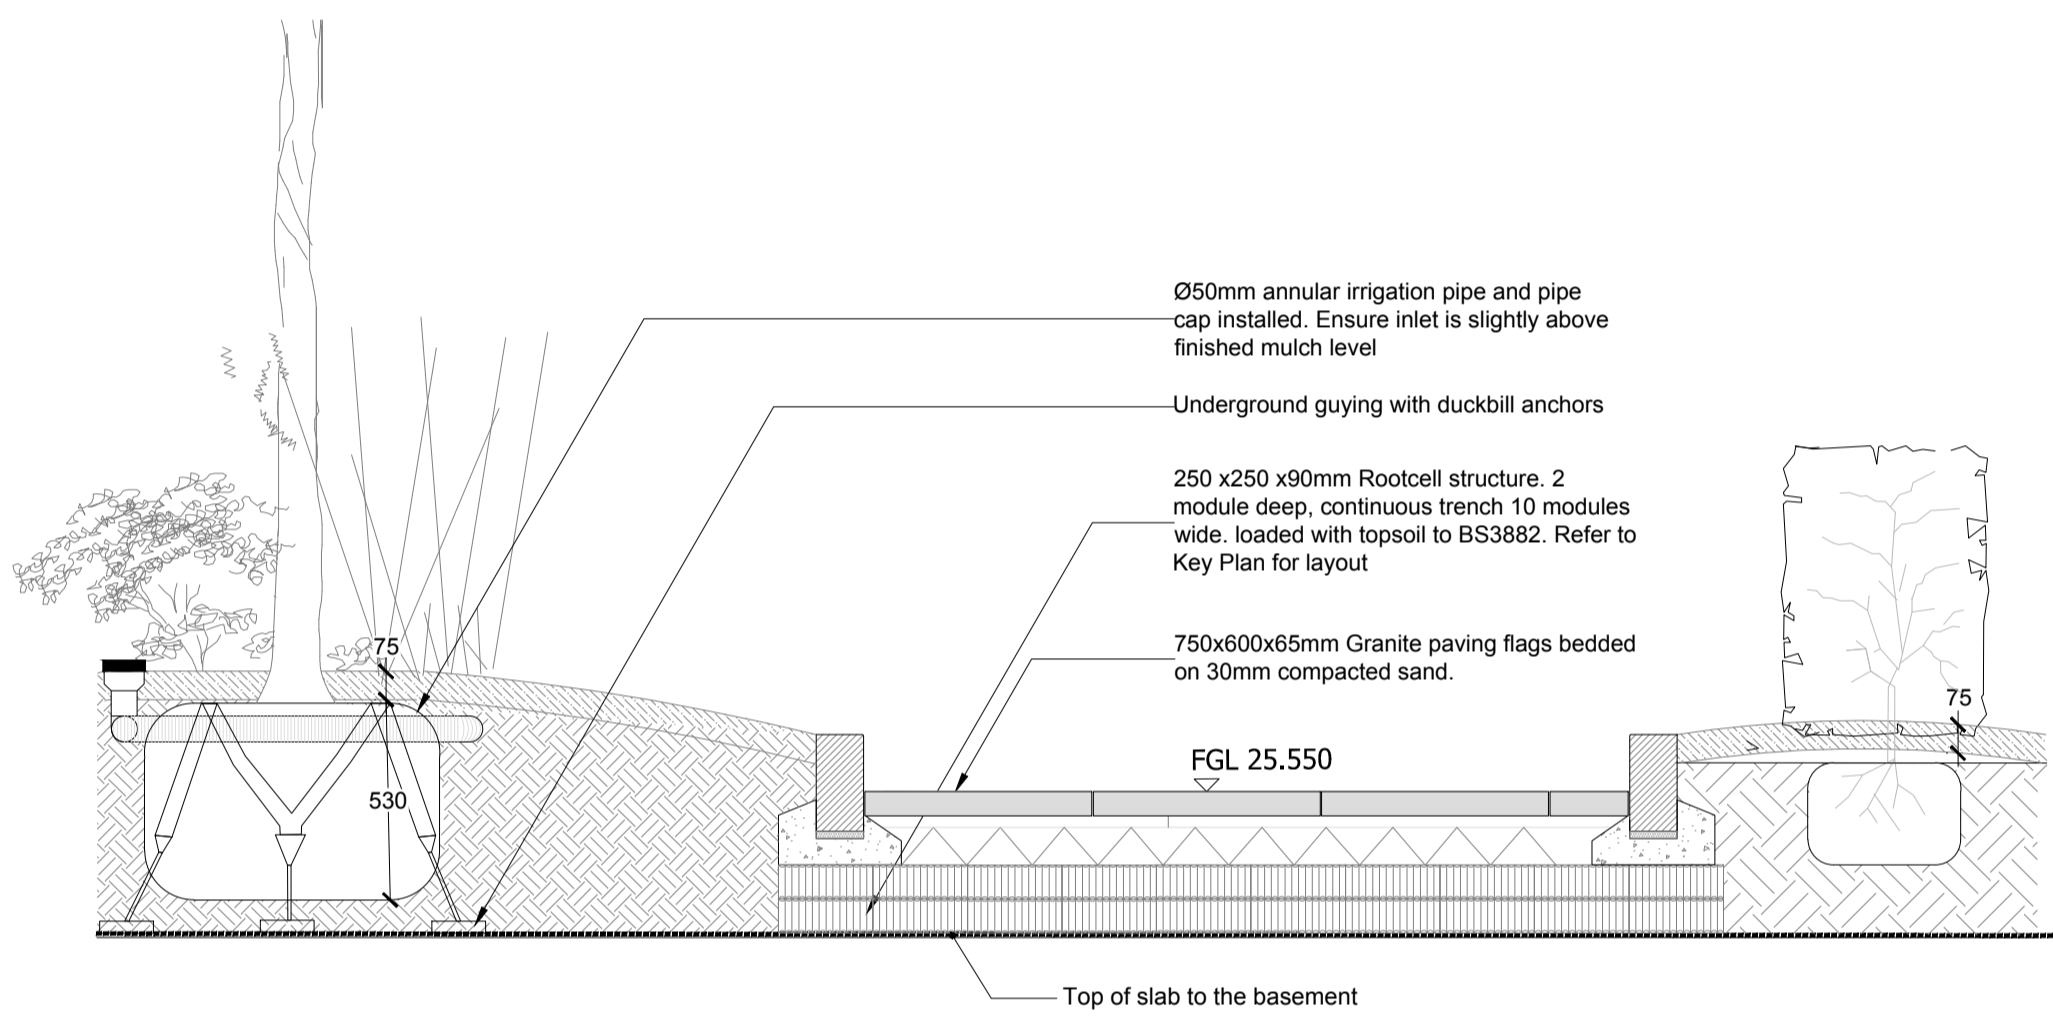 Ø50mm annular irrigation pipe and pipe
cap installed. Ensure inlet is slightly above
finished mulch level
Underground guying with duckbill anchors
250 x250 x90mm Rootcell structure. 2
module deep, continuous trench 10 modules
wide. loaded with topsoil to BS3882. Refer to
Key Plan for layout
750x600x65mm Granite paving flags bedded
on 30mm compacted sand.
75
75
FGL 25.550
530
Top of slab to the basement